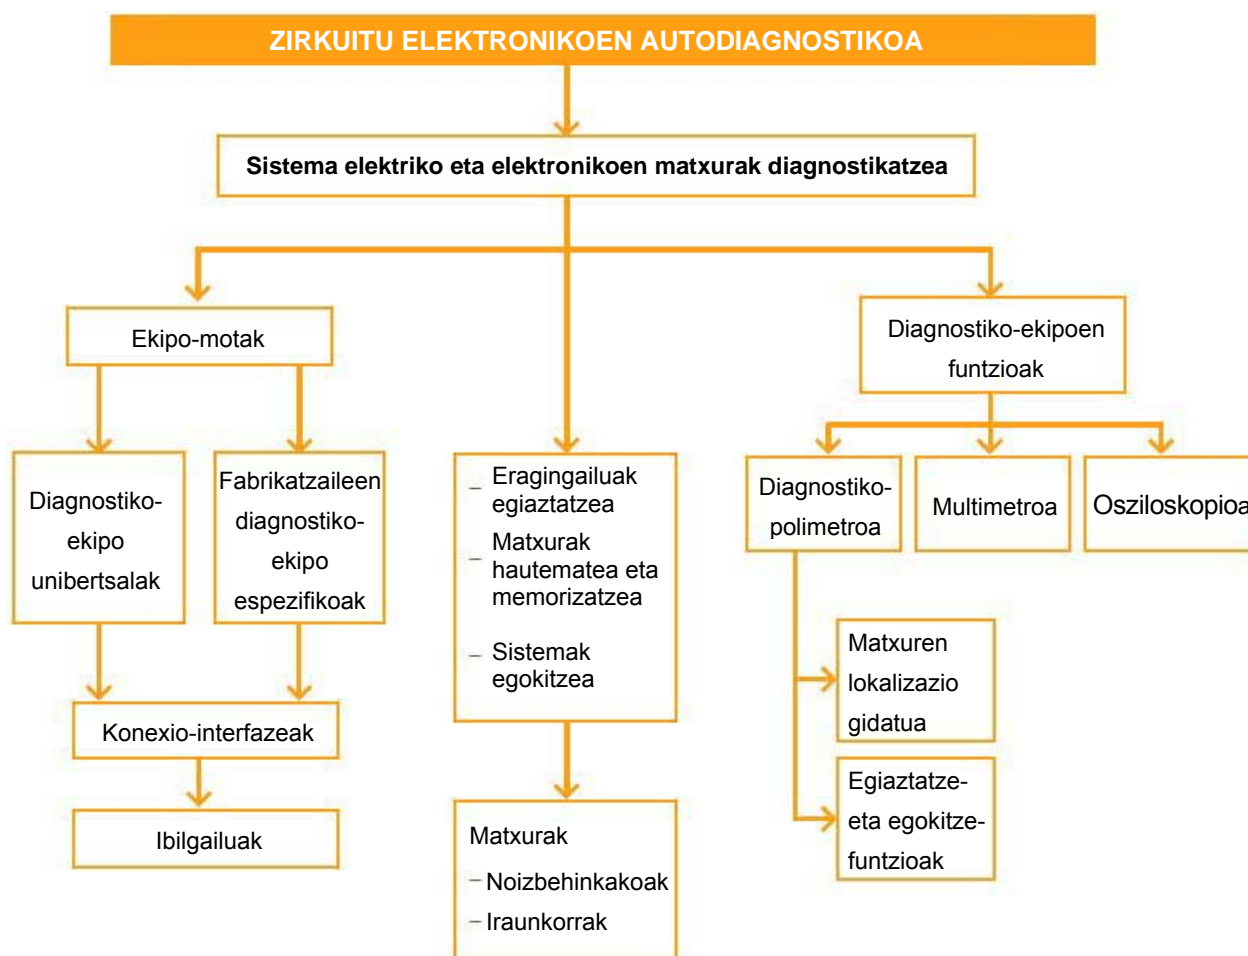 ZIRKUITU ELEKTRONIKOEN AUTODIAGNOSTIKOA
Sistema elektriko eta elektronikoen matxurak diagnostikatzea
Ekipo-motak
Diagnostiko-
ekipo
unibertsalak
Fabrikatzaileen
diagnostiko-
ekipo
espezifikoak
Konexio-interfazeak
Ibilgailuak
– Eragingailuak
egiaztatzea
– Matxurak
hautematea eta
memorizatzea
– Sistemak
egokitzea
Matxurak
– Noizbehinkakoak
– Iraunkorrak
Diagnostiko-ekipoen
funtzioak
Diagnostiko-
polimetroa
Multimetroa
Osziloskopioa
Matxuren
lokalizazio
gidatua
Egiaztatze-
eta egokitze-
funtzioak